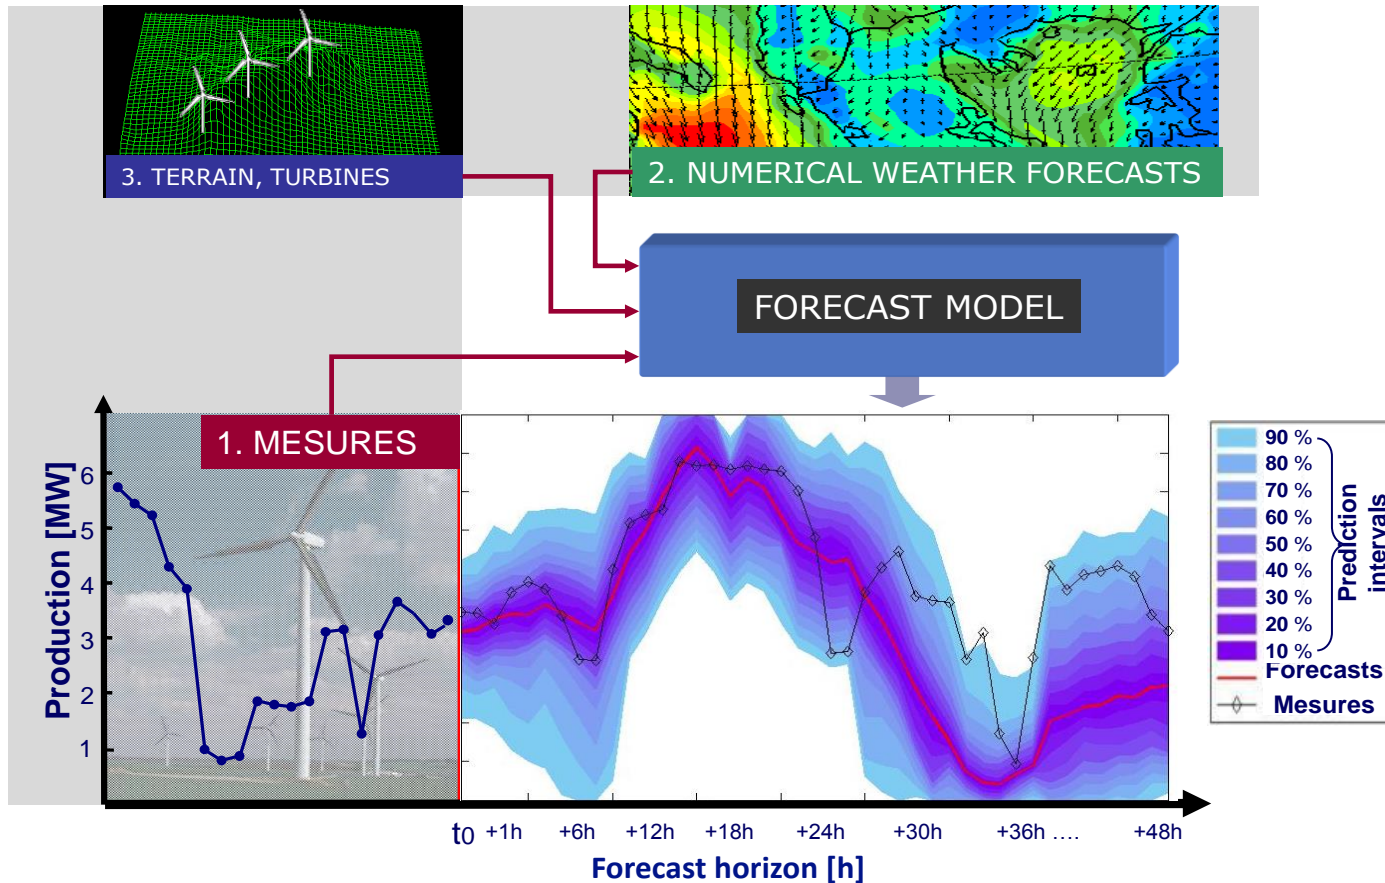 3. TERRAIN, TURBINES
2. NUMERICAL WEATHER FORECASTS
FORECAST MODEL
1. MESURES
Production [MW]
6
5
4
3
2
1
90 %
80 %
70 %
60 %
50 %
40 %
30 %
20 %
10 %
Prediction
intervals
Forecasts
Mesures
t0 +1h +6h +12h +18h +24h +30h +36h .... +48h
Forecast horizon [h]